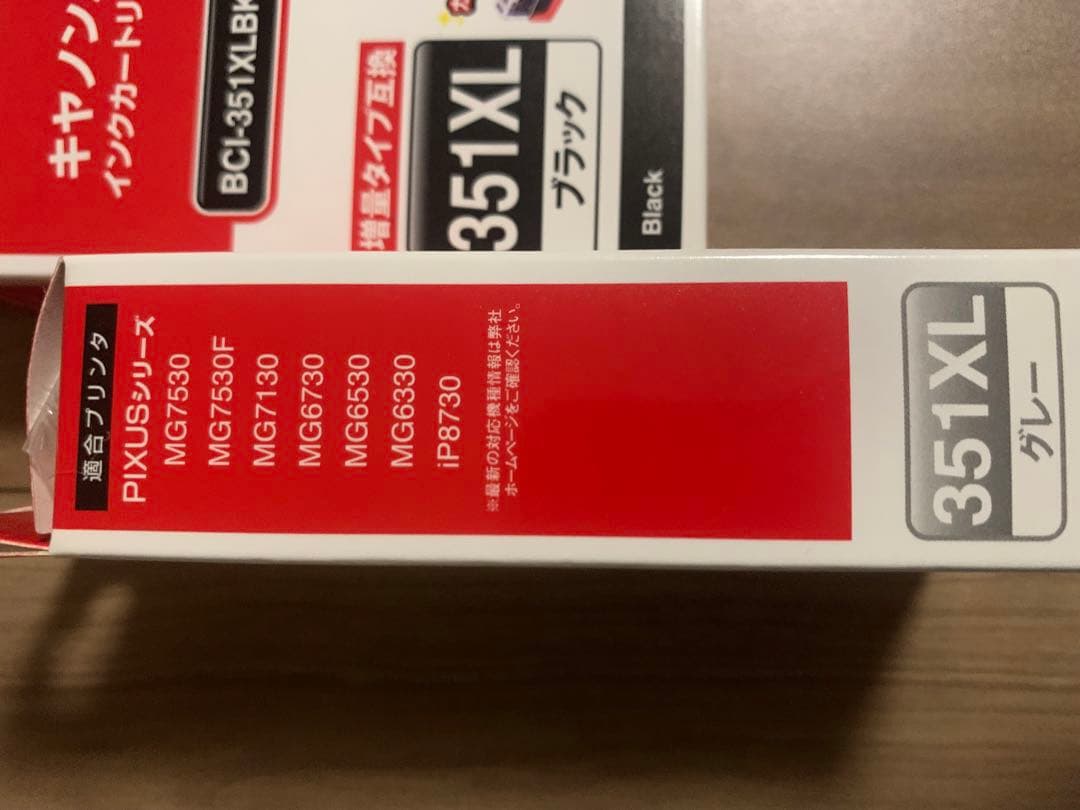 キヤノン
インクカートリ
BCI-351XLBK
増量タイプ互換
351XL
ブラック
Black
適合プリンタ
PIXUSシリーズ
MG7530
MG7530F
MG7130
MG6730
MG6530
MG6330
iP8730
※最新の対応機種情報は弊社
ホームページをご確認ください。
351XL
グレー